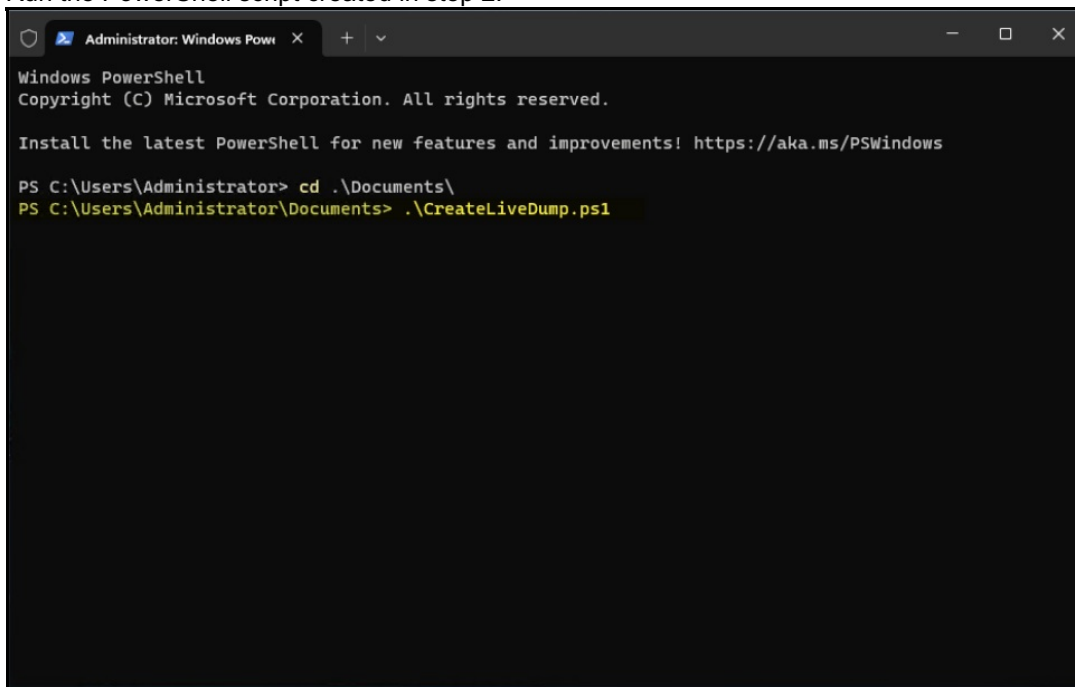 Run the PowerShell script created in step 2.
Administrator: Windows Powe
Windows PowerShell
Copyright (C) Microsoft Corporation. All rights reserved.
Install the latest PowerShell for new features and improvements! https://aka.ms/PSWindows
PS C:\Users\Administrator> cd .\Documents\
PS C:\Users\Administrator\Documents> .\CreateLiveDump.ps1